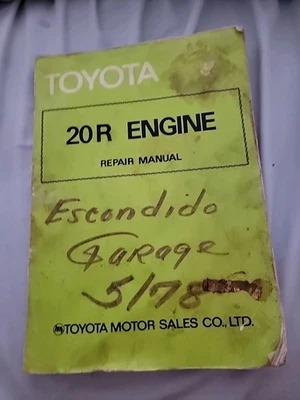 TOYOTA
20R ENGINE
REPAIR MANUAL
Escondido
Garage
5/78
TOYOTA MOTOR SALES CO., LTD.